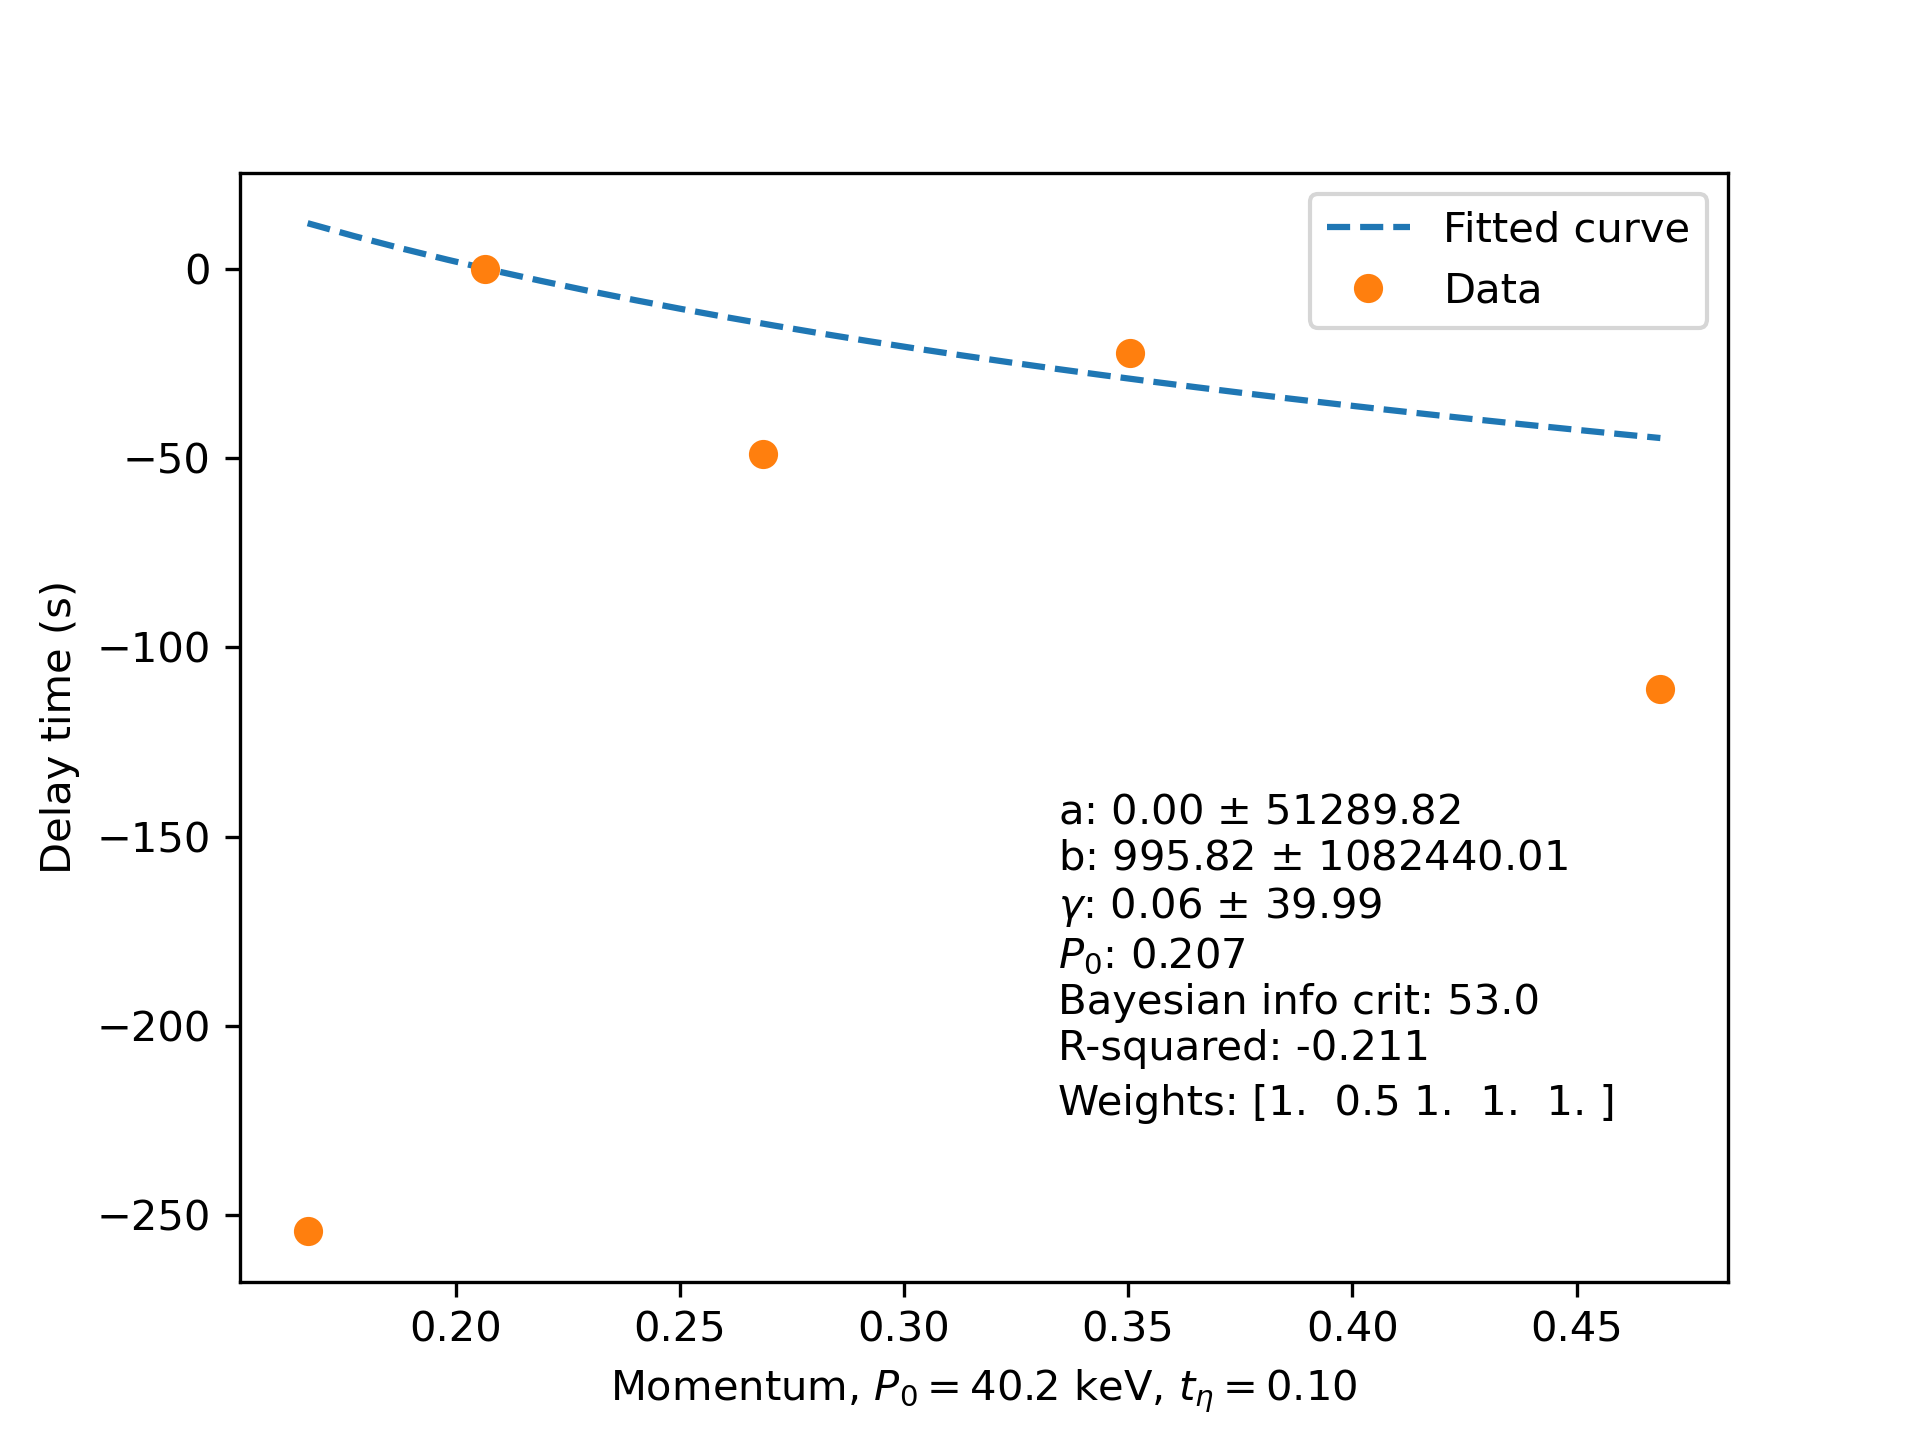 Fitted curve
Data
0
−50
−100
−150
−200
−250
Delay time (s)
a: 0.00 ± 51289.82
b: 995.82 ± 1082440.01
γ: 0.06 ± 39.99
P₀: 0.207
Bayesian info crit: 53.0
R-squared: -0.211
Weights: [1.  0.5 1.  1.  1. ]
0.20 0.25 0.30 0.35 0.40 0.45
Momentum, P₀ = 40.2 keV, tη = 0.10